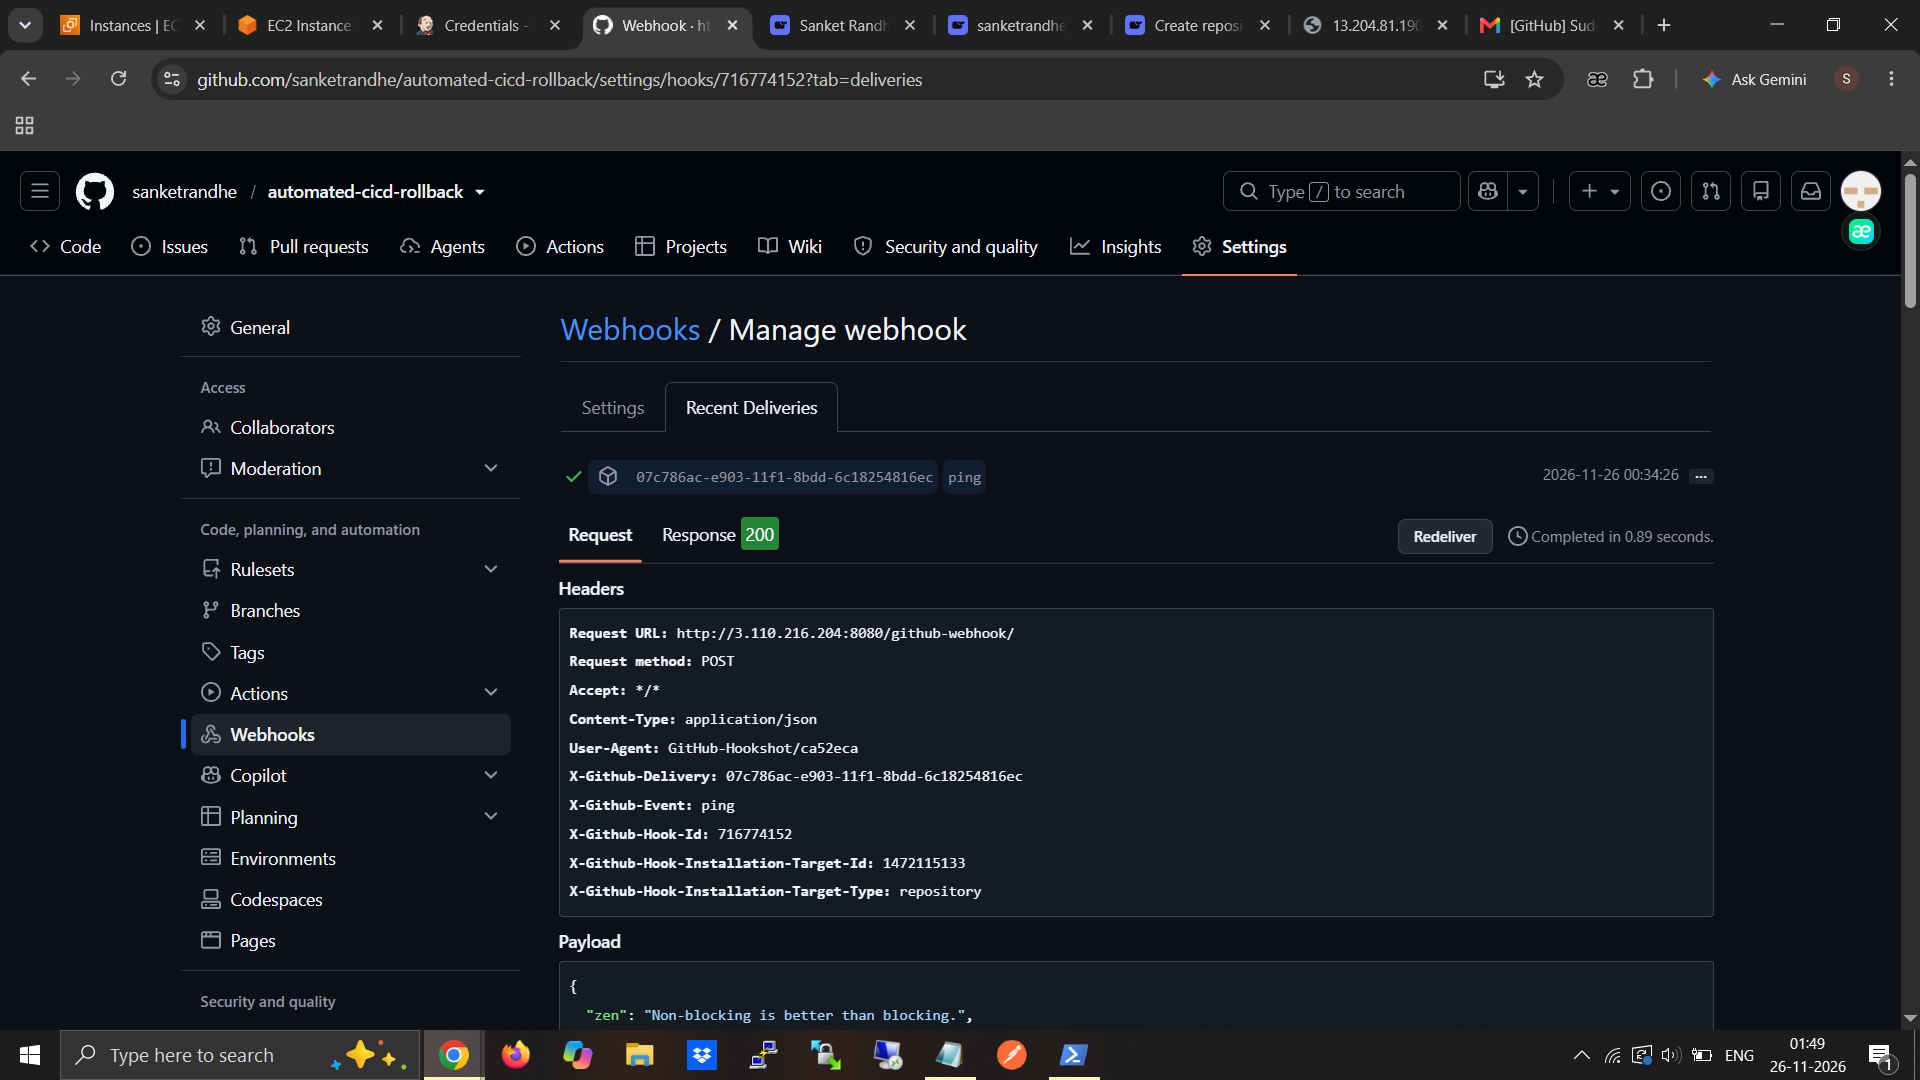 Instances | EC
EC2 Instance
Credentials -
Webhook · ht
Sanket Randh
sanketrandhe
Create reposi
13.204.81.190
[GitHub] Sud
github.com/sanketrandhe/automated-cicd-rollback/settings/hooks/716774152?tab=deliveries
Ask Gemini
S
sanketrandhe / automated-cicd-rollback
Type / to search
Code
Issues
Pull requests
Agents
Actions
Projects
Wiki
Security and quality
Insights
Settings
General
Access
Collaborators
Moderation
Code, planning, and automation
Rulesets
Branches
Tags
Actions
Webhooks
Copilot
Planning
Environments
Codespaces
Pages
Security and quality
Webhooks / Manage webhook
Settings
Recent Deliveries
07c786ac-e903-11f1-8bdd-6c18254816ec ping
2026-11-26 00:34:26
Request
Response 200
Redeliver
Completed in 0.89 seconds.
Headers
Request URL: http://3.110.216.204:8080/github-webhook/
Request method: POST
Accept: */*
Content-Type: application/json
User-Agent: GitHub-Hookshot/ca52eca
X-Github-Delivery: 07c786ac-e903-11f1-8bdd-6c18254816ec
X-Github-Event: ping
X-Github-Hook-Id: 716774152
X-Github-Hook-Installation-Target-Id: 1472115133
X-Github-Hook-Installation-Target-Type: repository
Payload
{
"zen": "Non-blocking is better than blocking.",
Type here to search
ENG
01:49
26-11-2026
1